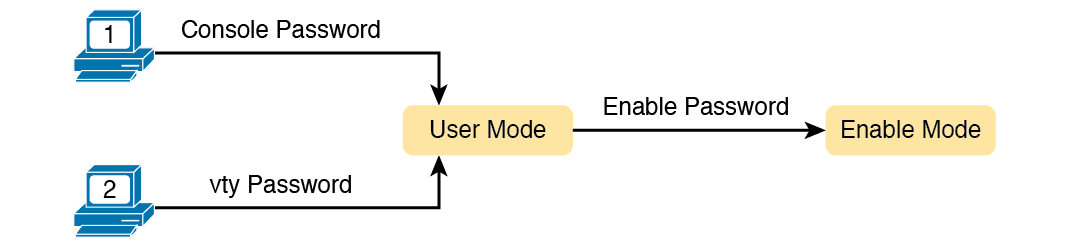 1
Console Password
User Mode
Enable Password
Enable Mode
2
vty Password